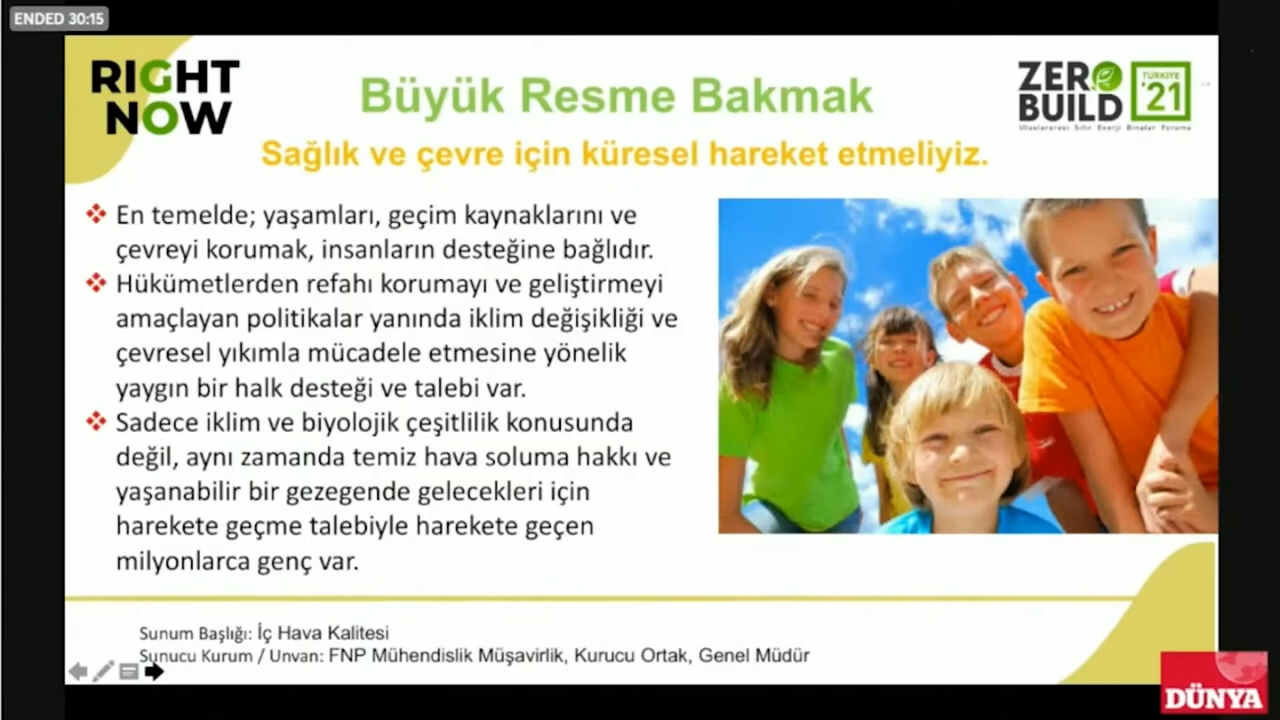 ENDED 30:15
RIGHT
NOW
Büyük Resme Bakmak
ZERO
BUILD
TÜRKİYE
'21
Uluslararası Sıfır Enerji Binalar Forumu
Sağlık ve çevre için küresel hareket etmeliyiz.
❖ En temelde; yaşamları, geçim kaynaklarını ve
çevreyi korumak, insanların desteğine bağlıdır.
❖ Hükümetlerden refahı korumayı ve geliştirmeyi
amaçlayan politikalar yanında iklim değişikliği ve
çevresel yıkımla mücadele etmesine yönelik
yaygın bir halk desteği ve talebi var.
❖ Sadece iklim ve biyolojik çeşitlilik konusunda
değil, aynı zamanda temiz hava soluma hakkı ve
yaşanabilir bir gezegende gelecekleri için
harekete geçme talebiyle harekete geçen
milyonlarca genç var.
Sunum Başlığı: İç Hava Kalitesi
Sunucu Kurum / Unvan: FNP Mühendislik Müşavirlik, Kurucu Ortak, Genel Müdür
DÜNYA